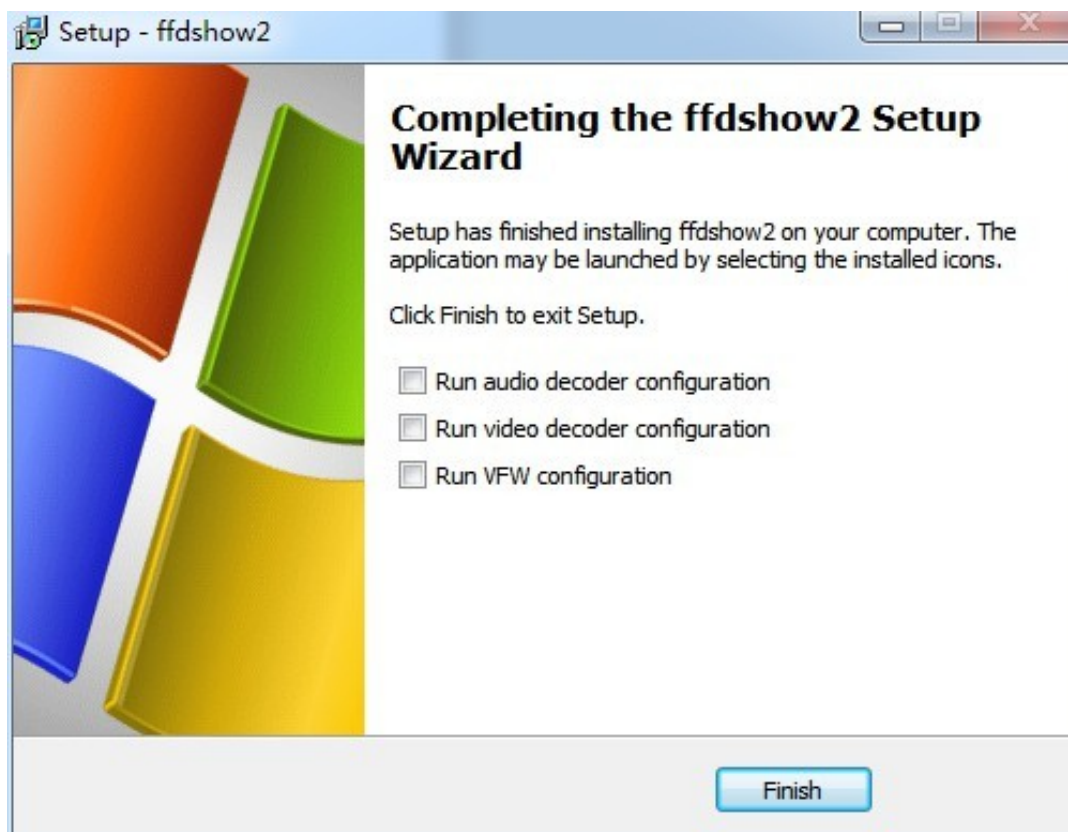 Setup - ffdshow2
Completing the ffdshow2 Setup
Wizard
Setup has finished installing ffdshow2 on your computer. The
application may be launched by selecting the installed icons.
Click Finish to exit Setup.
Run audio decoder configuration
Run video decoder configuration
Run VFW configuration
Finish